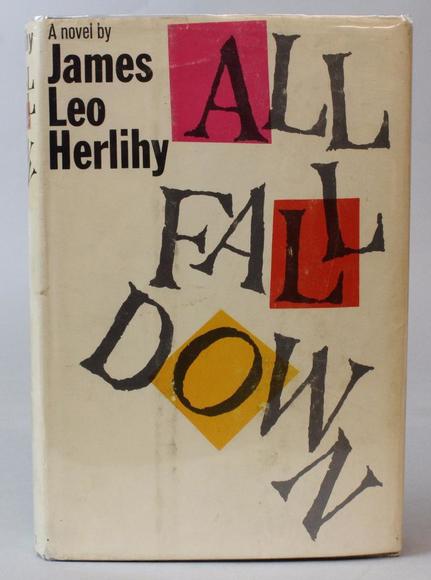 A novel by
James
Leo
Herlihy
ALL
FALL
DOWN